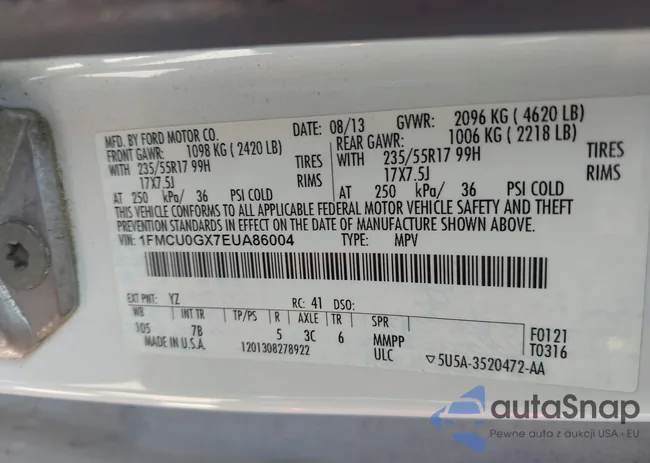 MFD. BY FORD MOTOR CO. DATE: 08/13 GVWR: 2096 KG ( 4620 LB)
FRONT GAWR: 1098 KG ( 2420 LB) REAR GAWR: 1006 KG ( 2218 LB)
WITH 235/55R17 99H TIRES WITH 235/55R17 99H TIRES
17X7.5J RIMS 17X7.5J RIMS
AT 250 kPa/ 36 PSI COLD AT 250 kPa/ 36 PSI COLD
THIS VEHICLE CONFORMS TO ALL APPLICABLE FEDERAL MOTOR VEHICLE SAFETY AND THEFT
PREVENTION STANDARDS IN EFFECT ON THE DATE OF MANUFACTURE SHOWN ABOVE.
VIN: 1FMCU0GX7EUA86004 TYPE: MPV
EXT PNT: YZ RC: 41 DSO:
WB INT TR TP/PS R AXLE TR SPR F0121
105 7B 5 3C 6 MMPP T0316
MADE IN U.S.A. 1201308278922 ULC ▽5U5A-3520472-AA
autaSnap
Pewne auta z aukcji USA i EU